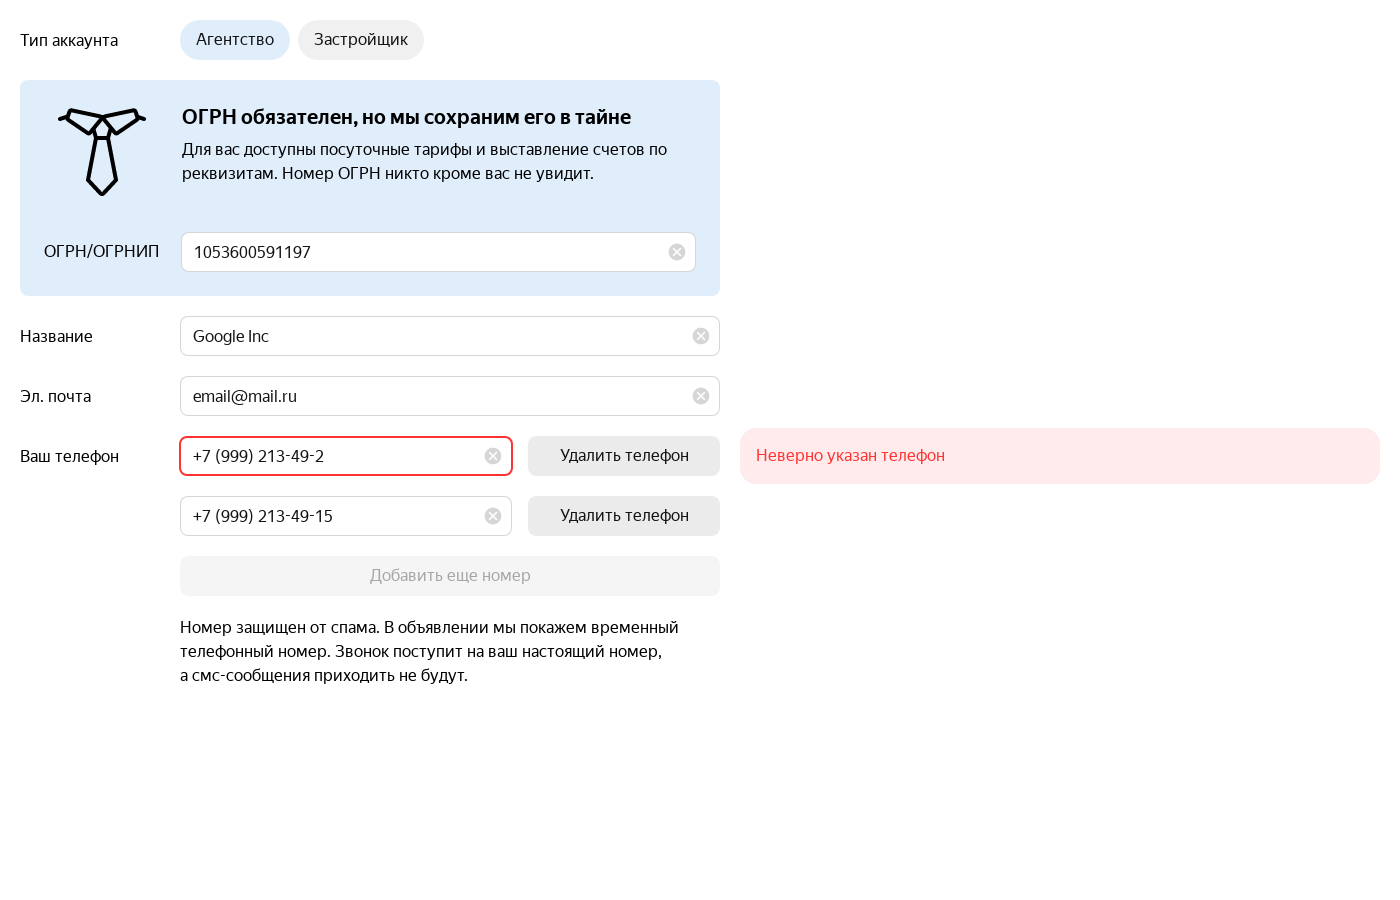 Тип аккаунта
Агентство
Застройщик
ОГРН обязателен, но мы сохраним его в тайне
Для вас доступны посуточные тарифы и выставление счетов по
реквизитам. Номер ОГРН никто кроме вас не увидит.
ОГРН/ОГРНИП
1053600591197
Название
Google Inc
Эл. почта
email@mail.ru
Ваш телефон
+7 (999) 213-49-2
Удалить телефон
Неверно указан телефон
+7 (999) 213-49-15
Удалить телефон
Добавить еще номер
Номер защищен от спама. В объявлении мы покажем временный
телефонный номер. Звонок поступит на ваш настоящий номер,
а смс-сообщения приходить не будут.